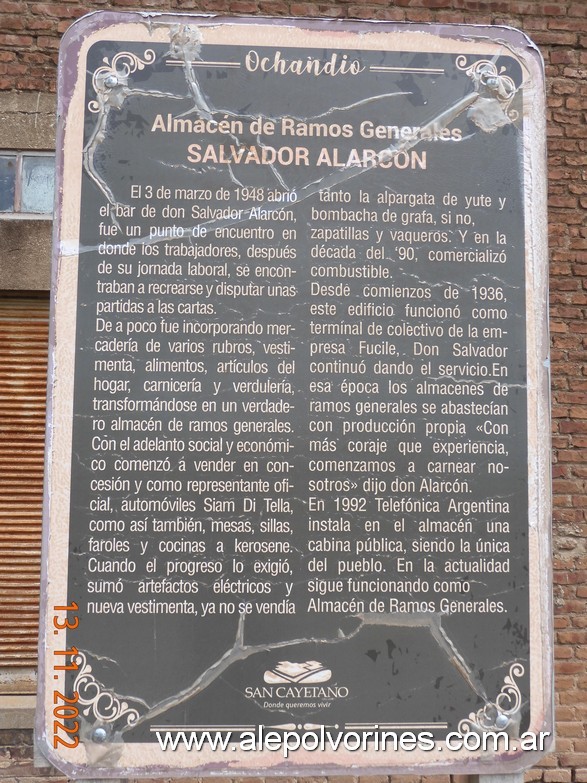 Ochandio
Almacén de Ramos Generales
SALVADOR ALARCON
El 3 de marzo de 1948 abrió
el bar de don Salvador Alarcón,
fue un punto de encuentro en
donde los trabajadores, después
de su jornada laboral, se encon-
traban a recrearse y disputar unas
partidas a las cartas.
De a poco fue incorporando mer-
cadería de varios rubros, vesti-
menta, alimentos, artículos del
hogar, carnicería y verdulería,
transformándose en un verdade-
ro almacén de ramos generales.
Con el adelanto social y económi-
co comenzó a vender en con-
cesión y como representante ofi-
cial, automóviles Siam Di Tella,
como así también, mesas, sillas,
faroles y cocinas a kerosene.
Cuando el progreso lo exigió,
sumó artefactos eléctricos y
nueva vestimenta, ya no se vendía
tanto la alpargata de yute y
bombacha de grafa, si no,
zapatillas y vaqueros. Y en la
década del '90, comercializó
combustible.
Desde comienzos de 1936,
este edificio funcionó como
terminal de colectivo de la em-
presa Fucile, Don Salvador
continuó dando el servicio.En
esa época los almacenes de
ramos generales se abastecían
con producción propia «Con
más coraje que experiencia,
comenzamos a carnear no-
sotros» dijo don Alarcón.
En 1992 Telefónica Argentina
instala en el almacén una
cabina pública, siendo la única
del pueblo. En la actualidad
sigue funcionando como
Almacén de Ramos Generales.
SAN CAYETANO
Donde queremos vivir
13.11.2022
www.alepolvorines.com.ar